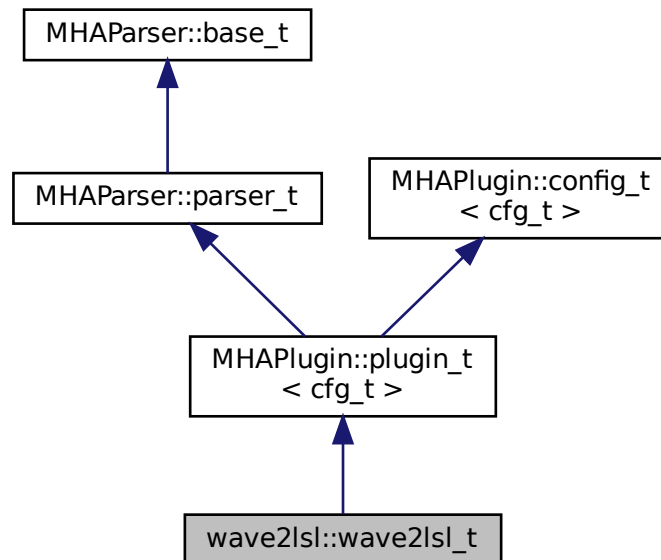 MHAParser::base_t
MHAParser::parser_t
MHAPlugin::config_t
< cfg_t >
MHAPlugin::plugin_t
< cfg_t >
wave2lsl::wave2lsl_t